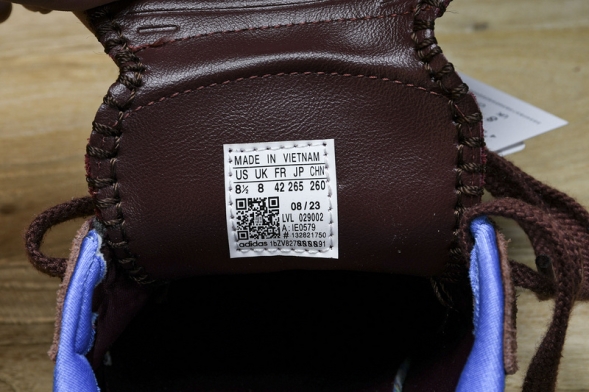 MADE IN VIETNAM
US UK FR JP CHN
8½ 8 42 265 260
08/23
LVL 029002
A: IE0579
# 132821750
adidas